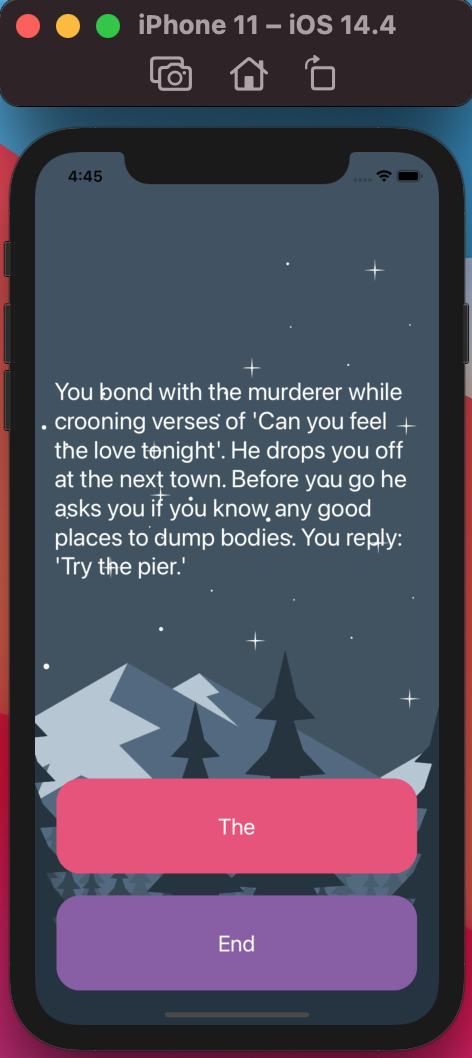 iPhone 11 – iOS 14.4
4:45
You bond with the murderer while
crooning verses of 'Can you feel
the love tonight'. He drops you off
at the next town. Before you go he
asks you if you know any good
places to dump bodies. You reply:
'Try the pier.'
The
End